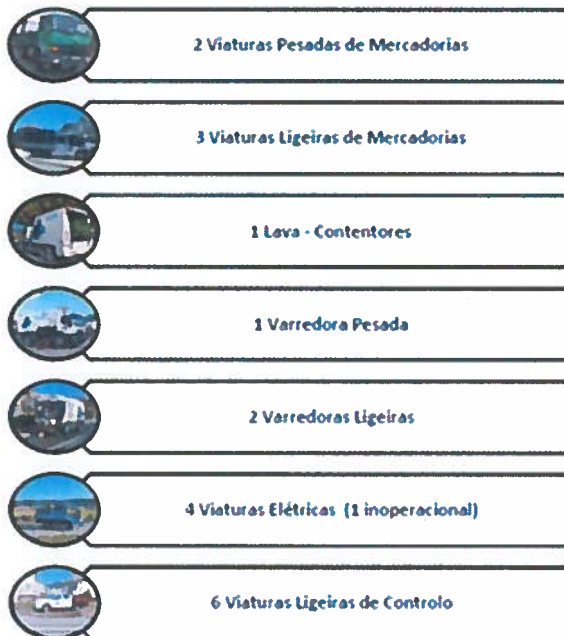 2 Viaturas Pesadas de Mercadorias
3 Viaturas Ligeiras de Mercadorias
1 Lava - Contentores
1 Varredora Pesada
2 Varredoras Ligeiras
4 Viaturas Elétricas (1 inoperacional)
6 Viaturas Ligeiras de Controlo